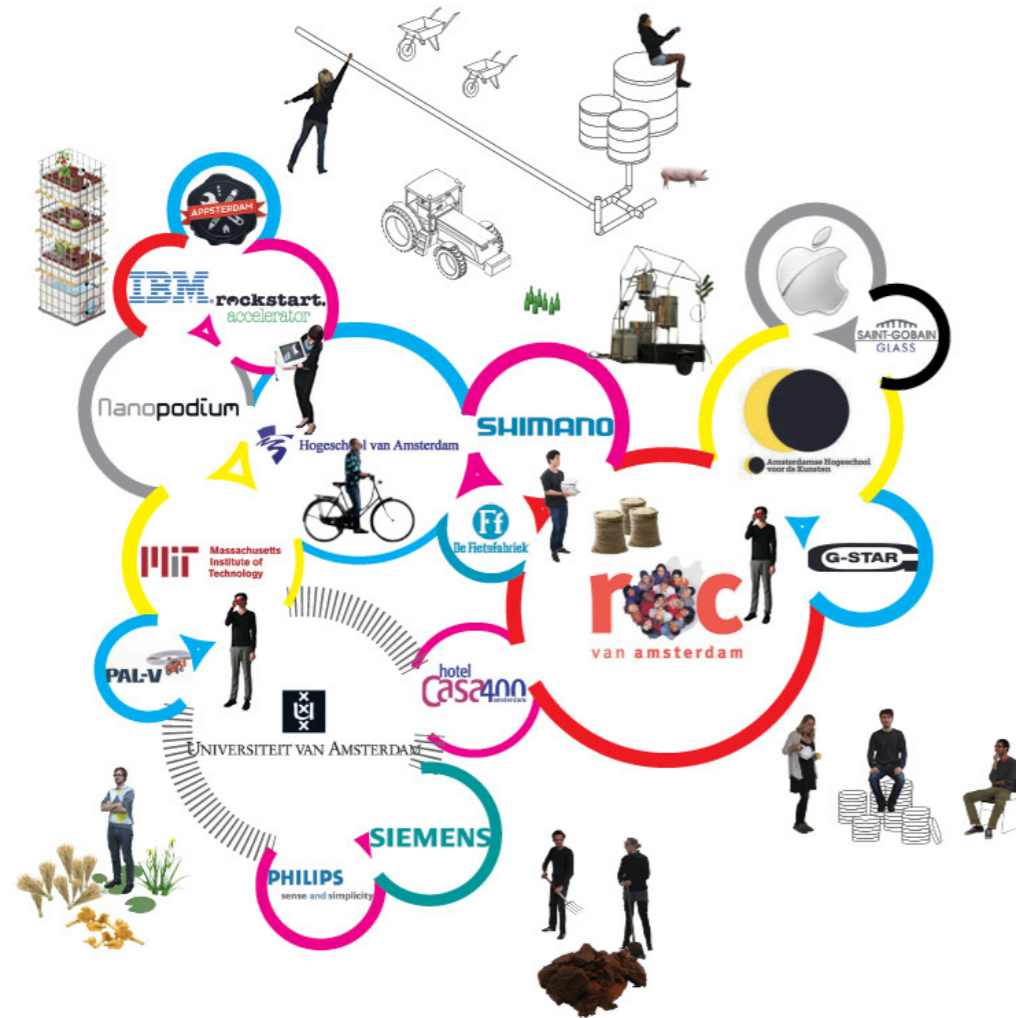 APPSTERDAM
IBM
rockstart.
accelerator
SAINT-GOBAIN
GLASS
Nanopodium
SHIMANO
Hogeschool van Amsterdam
Amsterdamse Hogeschool
voor de Kunsten
Ff
De Fietsfabriek
MIT
Massachusetts
Institute of
Technology
G-STAR
roc
van amsterdam
PAL-V
hotel
Casa400
amsterdam
X
U
X
X
UNIVERSITEIT VAN AMSTERDAM
SIEMENS
PHILIPS
sense and simplicity